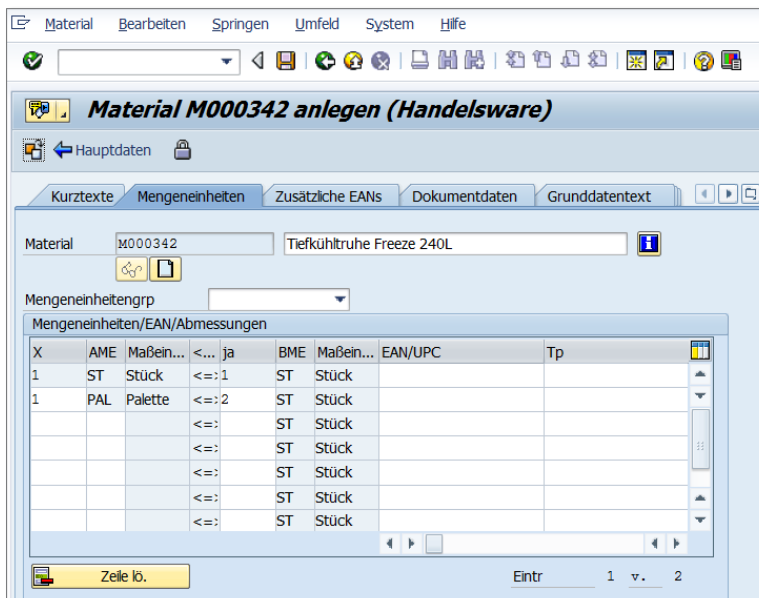 Material Bearbeiten Springen Umfeld System Hilfe
Material M000342 anlegen (Handelsware)
Hauptdaten
Kurztexte Mengeneinheiten Zusätzliche EANs Dokumentdaten Grunddatentext
Material M000342 Tiefkühltruhe Freeze 240L
Mengeneinheitengrp
Mengeneinheiten/EAN/Abmessungen
X AME Maßein... <... ja BME Maßein... EAN/UPC Tp
1 ST Stück <=> 1 ST Stück
1 PAL Palette <=> 2 ST Stück
<=> ST Stück
<=> ST Stück
<=> ST Stück
<=> ST Stück
<=> ST Stück
Zeile lö. Eintr 1 v. 2